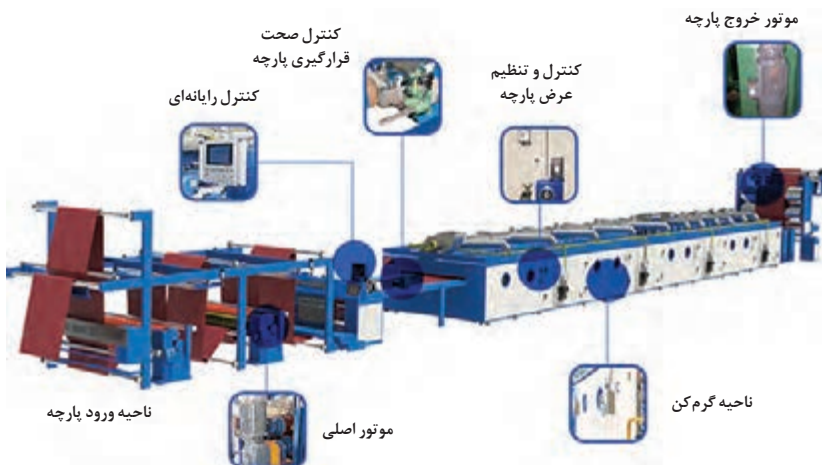 موتور خروج پارچه
کنترل صحت
قرارگیری پارچه
کنترل و تنظیم
عرض پارچه
کنترل رایانه‌ای
ناحیه گرم‌کن
موتور اصلی
ناحیه ورود پارچه